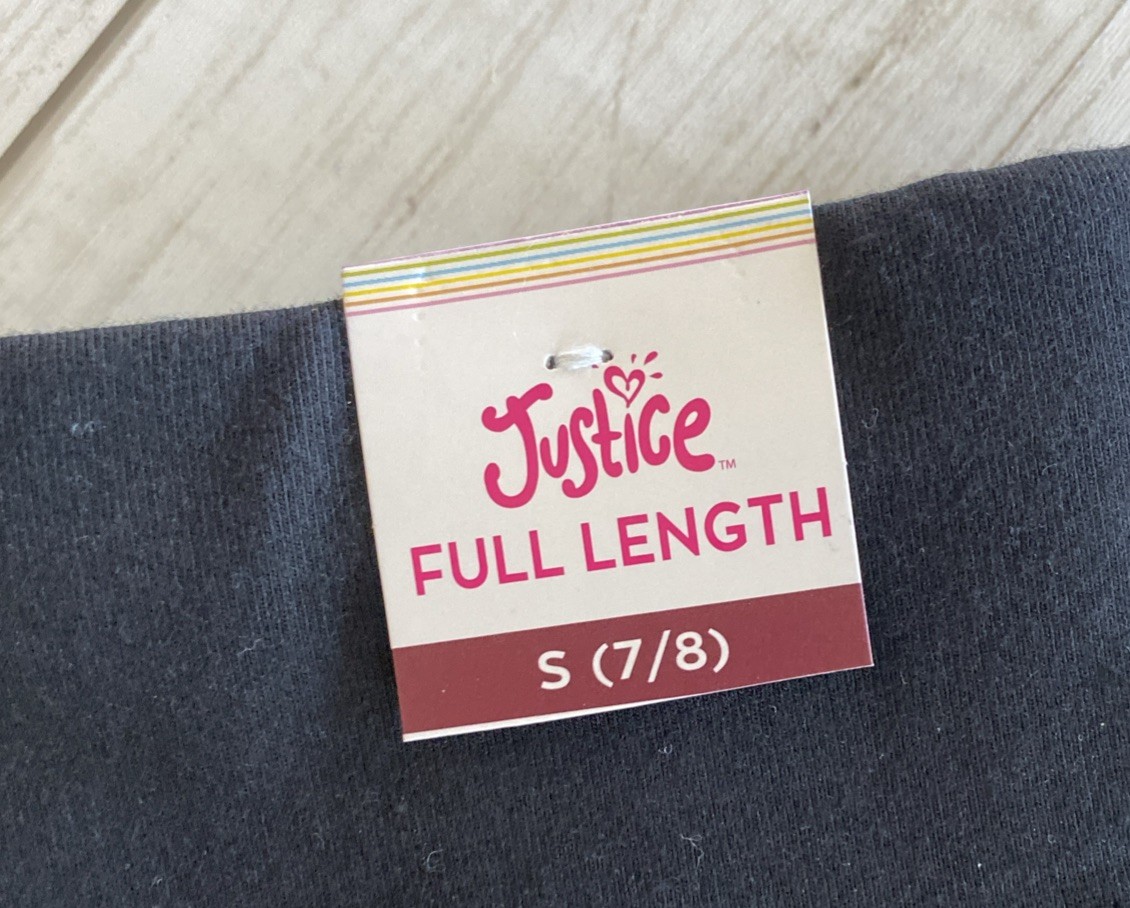 Justice™
FULL LENGTH
S (7/8)